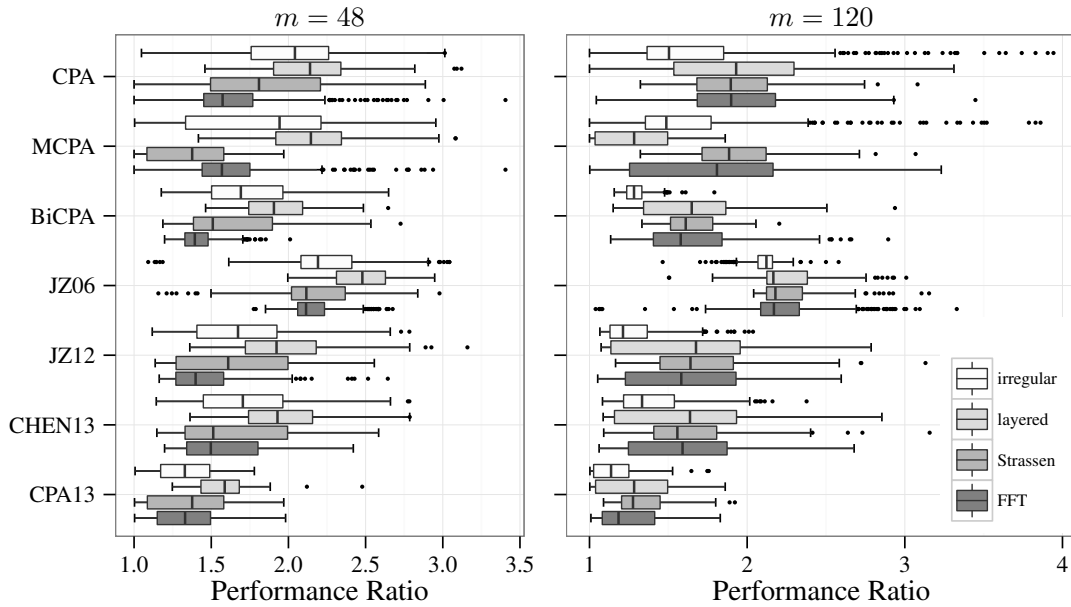 m = 48
m = 120
CPA
MCPA
BiCPA
JZ06
JZ12
CHEN13
CPA13
irregular
layered
Strassen
FFT
1.0 1.5 2.0 2.5 3.0 3.5
1 2 3 4
Performance Ratio
Performance Ratio